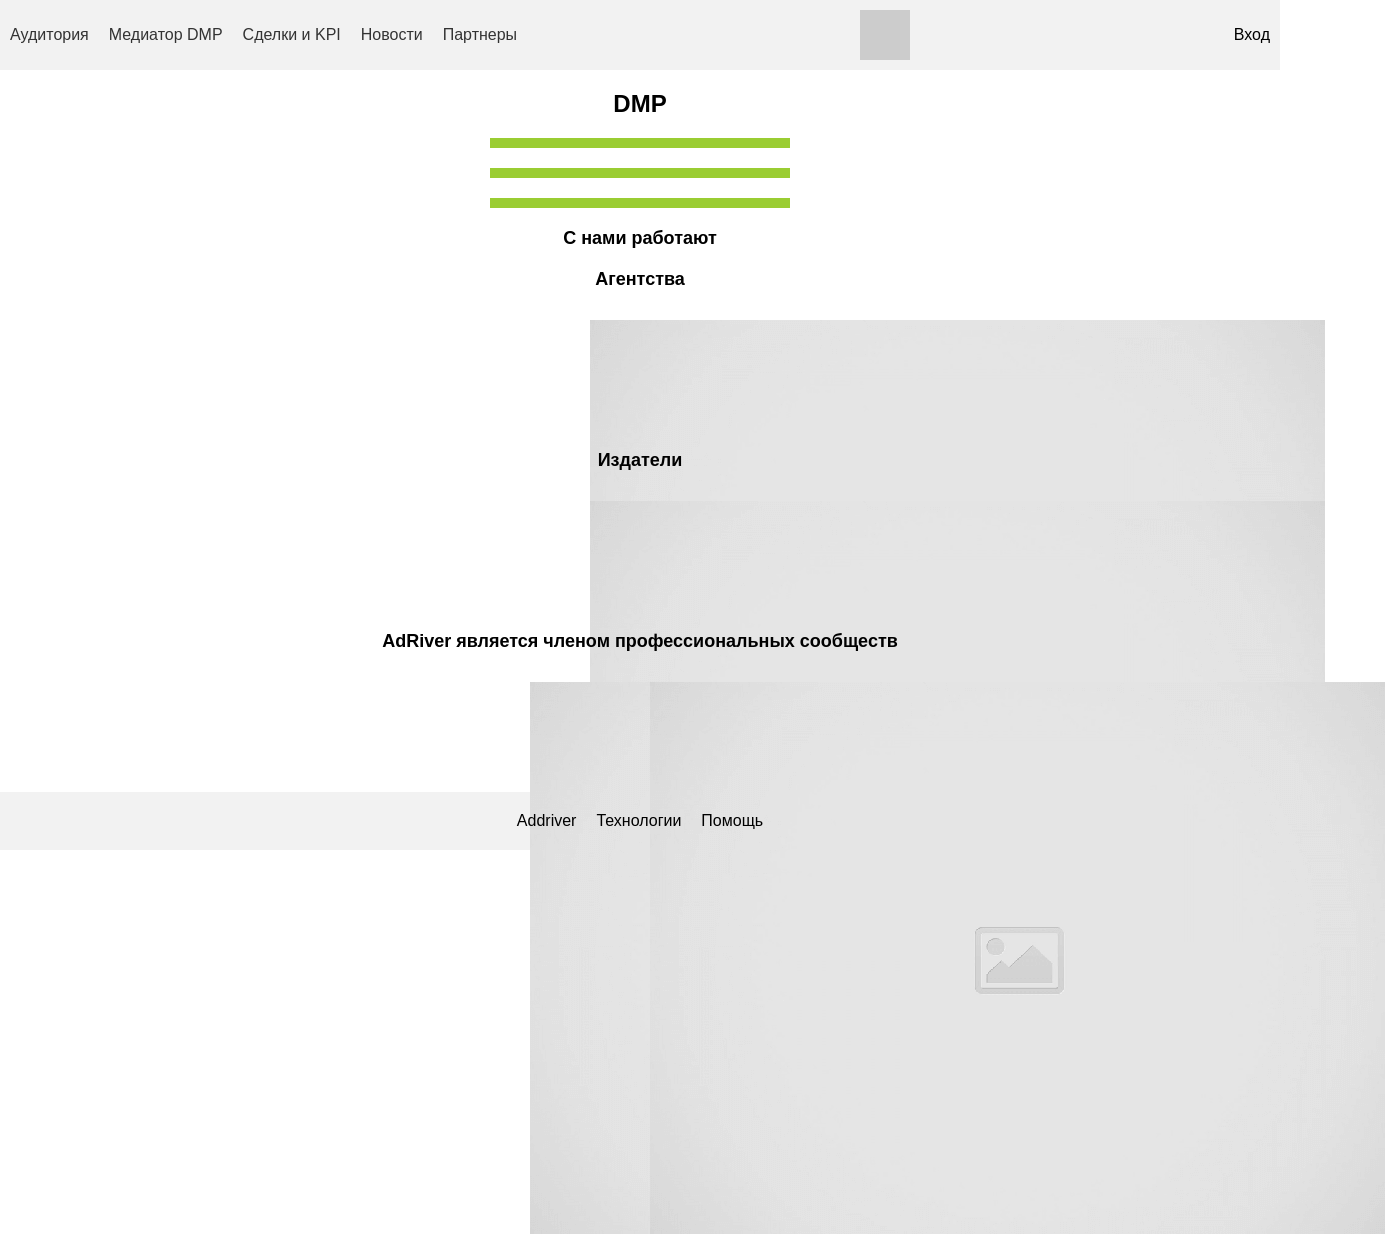 Аудитория Медиатор DMP Сделки и KPI Новости Партнеры Вход
DMP
С нами работают
Агентства
Издатели
AdRiver является членом профессиональных сообществ
Addriver Технологии Помощь